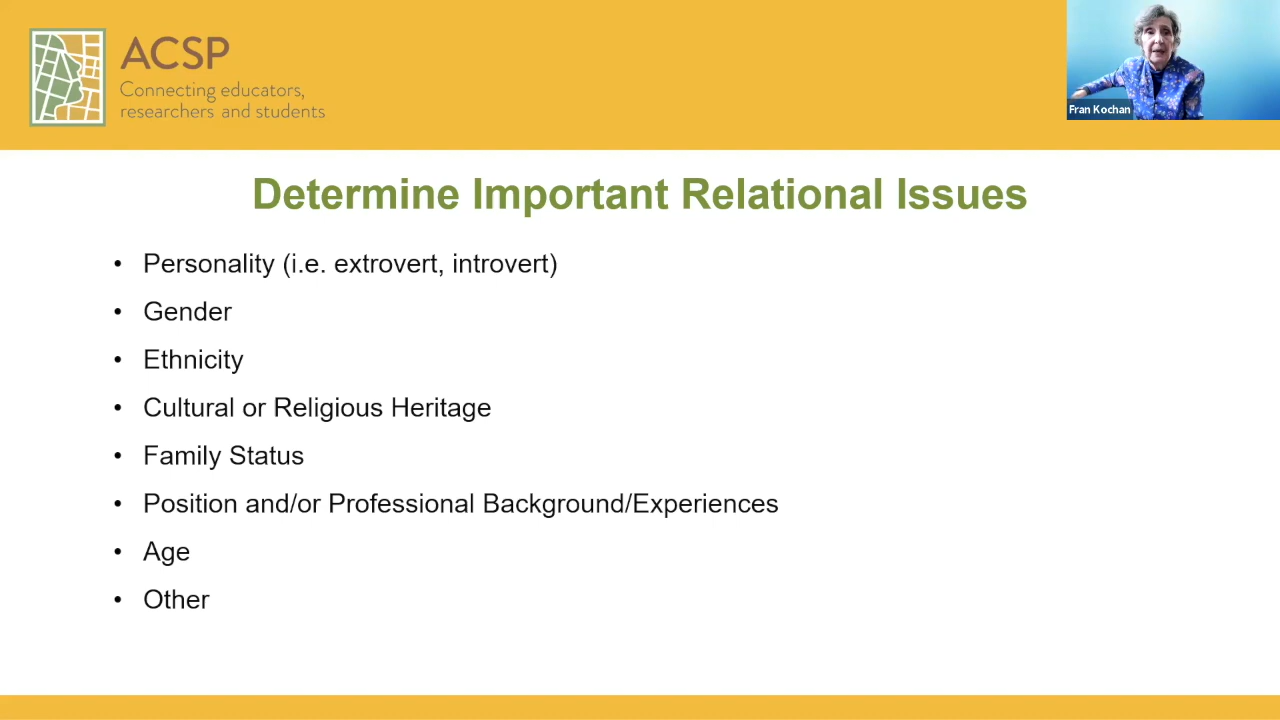 ACSP
Connecting educators,
researchers and students
Fran Kochan
Determine Important Relational Issues
• Personality (i.e. extrovert, introvert)
• Gender
• Ethnicity
• Cultural or Religious Heritage
• Family Status
• Position and/or Professional Background/Experiences
• Age
• Other